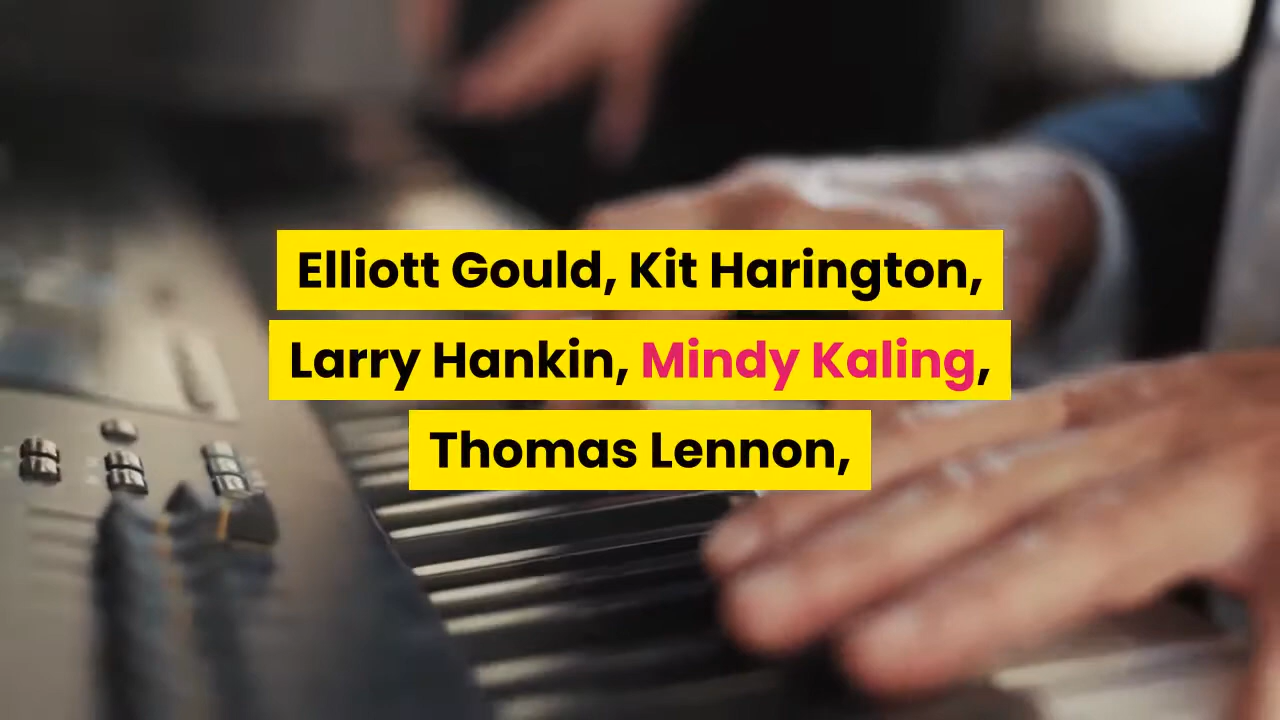 Elliott Gould, Kit Harington,
Larry Hankin, Mindy Kaling,
Thomas Lennon,